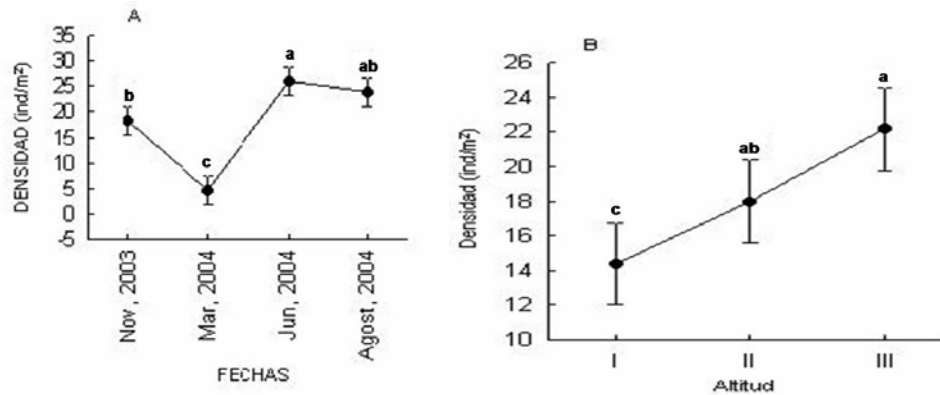 A
DENSIDAD (ind/m²)
35
30
25
20
15
10
5
0
-5
b
c
a
ab
Nov, 2003
Mar, 2004
Jun, 2004
Agost, 2004
FECHAS
B
Densidad (ind/m²)
26
24
22
20
18
16
14
12
10
c
ab
a
I
II
III
Altitud